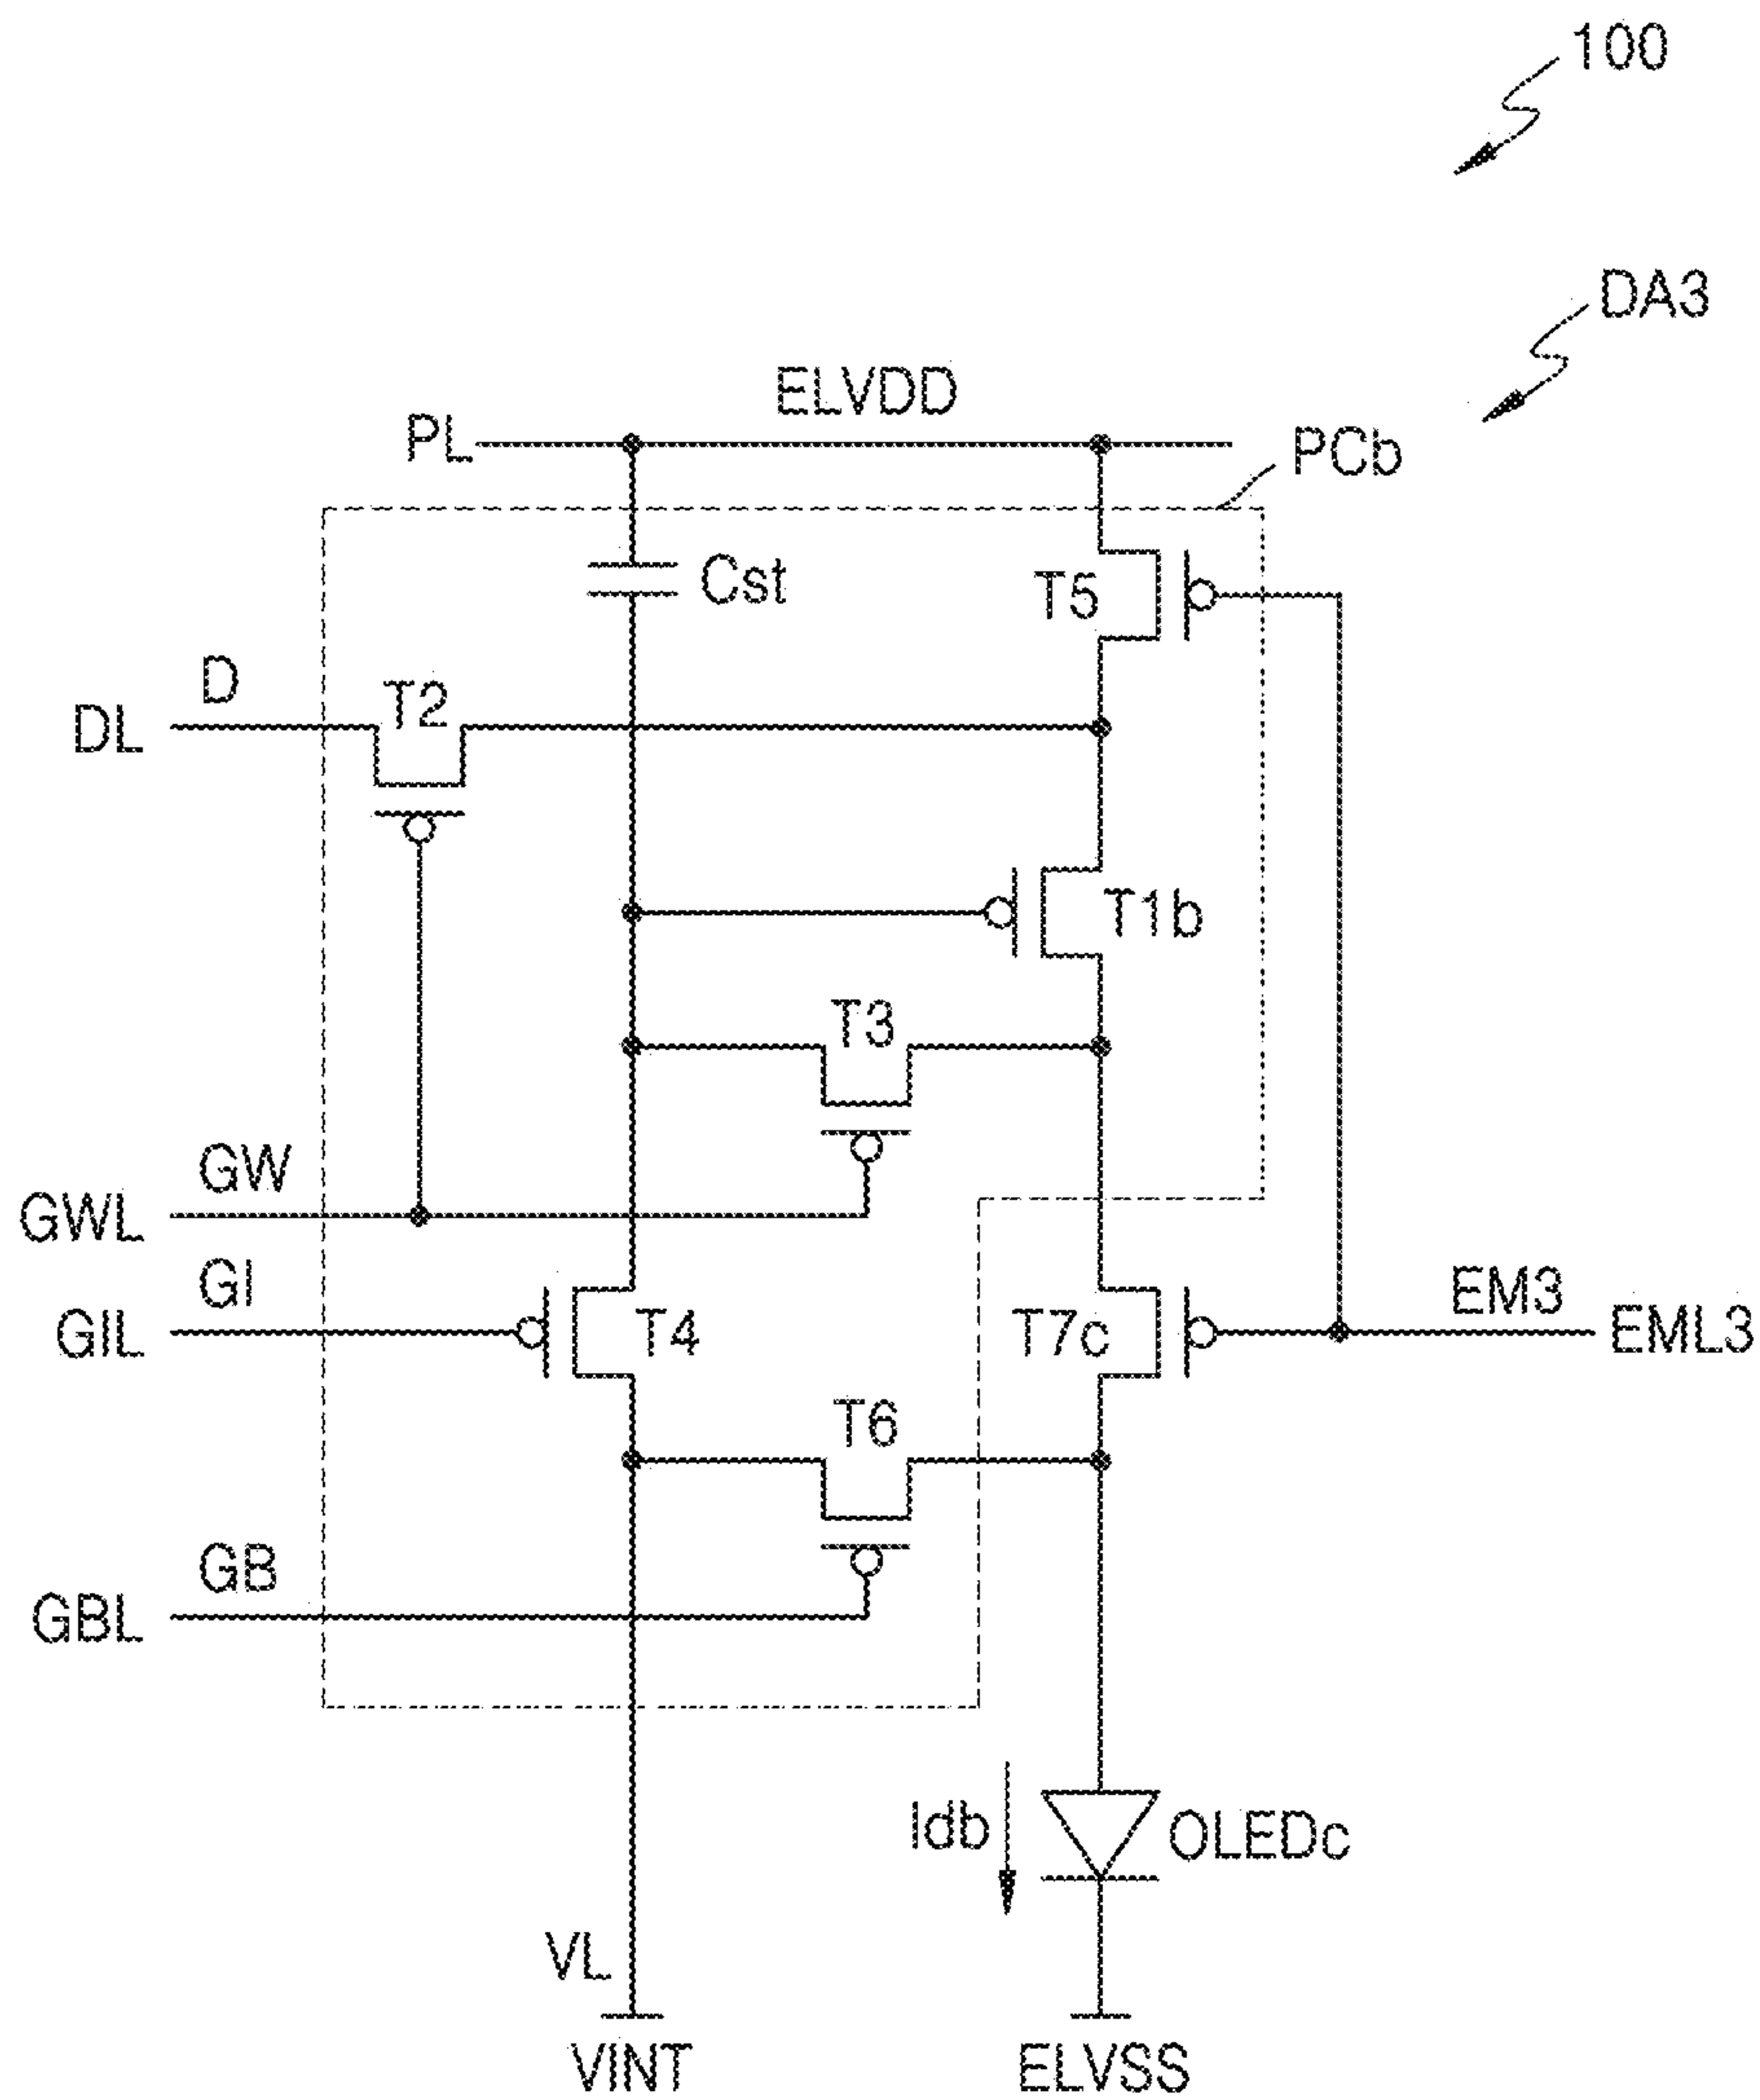 100
DA3
ELVDD
PL
PCb
Cst
T5
D
T2
DL
T1b
T3
GW
GWL
GI
EM3
GIL
T4
T7c
EML3
T6
GB
GBL
Idb
OLEDc
VL
VINT
ELVSS